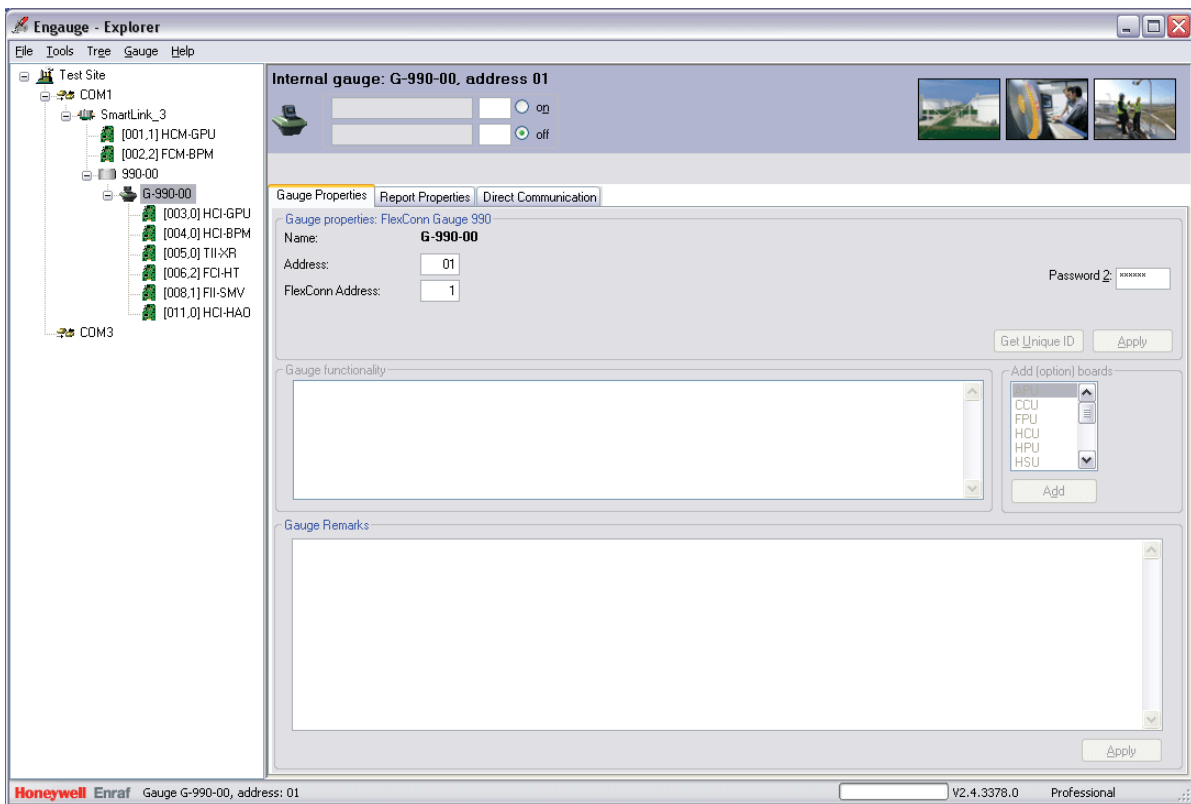 Engauge - Explorer
File Tools Tree Gauge Help
Test Site
COM1
SmartLink_3
[001,1] HCM-GPU
[002,2] FCM-BPM
990-00
G-990-00
[003,0] HCI-GPU
[004,0] HCI-BPM
[005,0] TII-XR
[006,2] FCI-HT
[008,1] FII-SMV
[011,0] HCI-HAO
COM3
Internal gauge: G-990-00, address 01
on
off
Gauge Properties Report Properties Direct Communication
Gauge properties: FlexConn Gauge 990
Name: G-990-00
Address: 01
Password 2: ××××××
FlexConn Address: 1
Get Unique ID Apply
Gauge functionality
Add (option) boards
APU
CCU
FPU
HCU
HPU
HSU
Add
Gauge Remarks
Apply
Honeywell Enraf Gauge G-990-00, address: 01 V2.4.3378.0 Professional